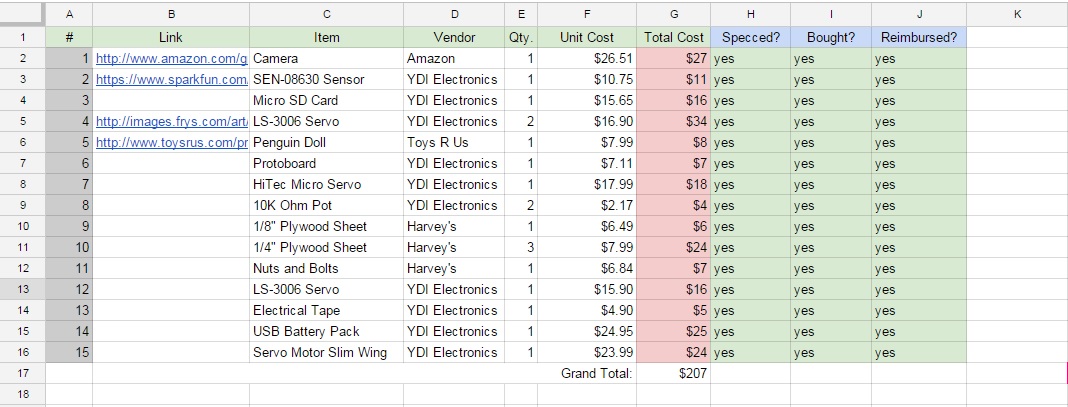 A B C D E F G H I J K
1 # Link Item Vendor Qty. Unit Cost Total Cost Specced? Bought? Reimbursed?
2 1 http://www.amazon.com/g Camera Amazon 1 $26.51 $27 yes yes yes
3 2 https://www.sparkfun.com. SEN-08630 Sensor YDI Electronics 1 $10.75 $11 yes yes yes
4 3 Micro SD Card YDI Electronics 1 $15.65 $16 yes yes yes
5 4 http://images.frys.com/art/ LS-3006 Servo YDI Electronics 2 $16.90 $34 yes yes yes
6 5 http://www.toysrus.com/pr Penguin Doll Toys R Us 1 $7.99 $8 yes yes yes
7 6 Protoboard YDI Electronics 1 $7.11 $7 yes yes yes
8 7 HiTec Micro Servo YDI Electronics 1 $17.99 $18 yes yes yes
9 8 10K Ohm Pot YDI Electronics 2 $2.17 $4 yes yes yes
10 9 1/8" Plywood Sheet Harvey's 1 $6.49 $6 yes yes yes
11 10 1/4" Plywood Sheet Harvey's 3 $7.99 $24 yes yes yes
12 11 Nuts and Bolts Harvey's 1 $6.84 $7 yes yes yes
13 12 LS-3006 Servo YDI Electronics 1 $15.90 $16 yes yes yes
14 13 Electrical Tape YDI Electronics 1 $4.90 $5 yes yes yes
15 14 USB Battery Pack YDI Electronics 1 $24.95 $25 yes yes yes
16 15 Servo Motor Slim Wing YDI Electronics 1 $23.99 $24 yes yes yes
17 Grand Total: $207
18